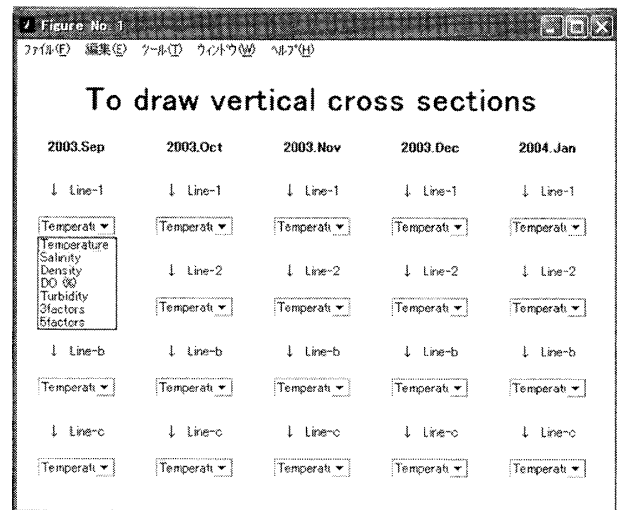 Figure No. 1
ファイル(F) 編集(E) ツール(T) ウィンドウ(W) ヘルプ(H)
To draw vertical cross sections
2003.Sep 2003.Oct 2003.Nov 2003.Dec 2004.Jan
↓ Line-1 ↓ Line-1 ↓ Line-1 ↓ Line-1 ↓ Line-1
Temperatu Temperatu Temperatu Temperatu Temperatu
Temperature
Salinity
Density
DO (%)
Turbidity
3factors
5factors
↓ Line-2 ↓ Line-2 ↓ Line-2 ↓ Line-2
Temperatu Temperatu Temperatu Temperatu
↓ Line-b ↓ Line-b ↓ Line-b ↓ Line-b ↓ Line-b
Temperatu Temperatu Temperatu Temperatu Temperatu
↓ Line-c ↓ Line-c ↓ Line-c ↓ Line-c ↓ Line-c
Temperatu Temperatu Temperatu Temperatu Temperatu